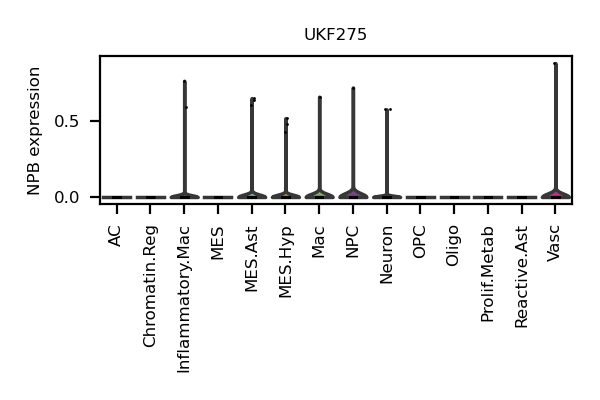 UKF275
NPB expression
0.5
0.0
AC
Chromatin.Reg
Inflammatory.Mac
MES
MES.Ast
MES.Hyp
Mac
NPC
Neuron
OPC
Oligo
Prolif.Metab
Reactive.Ast
Vasc